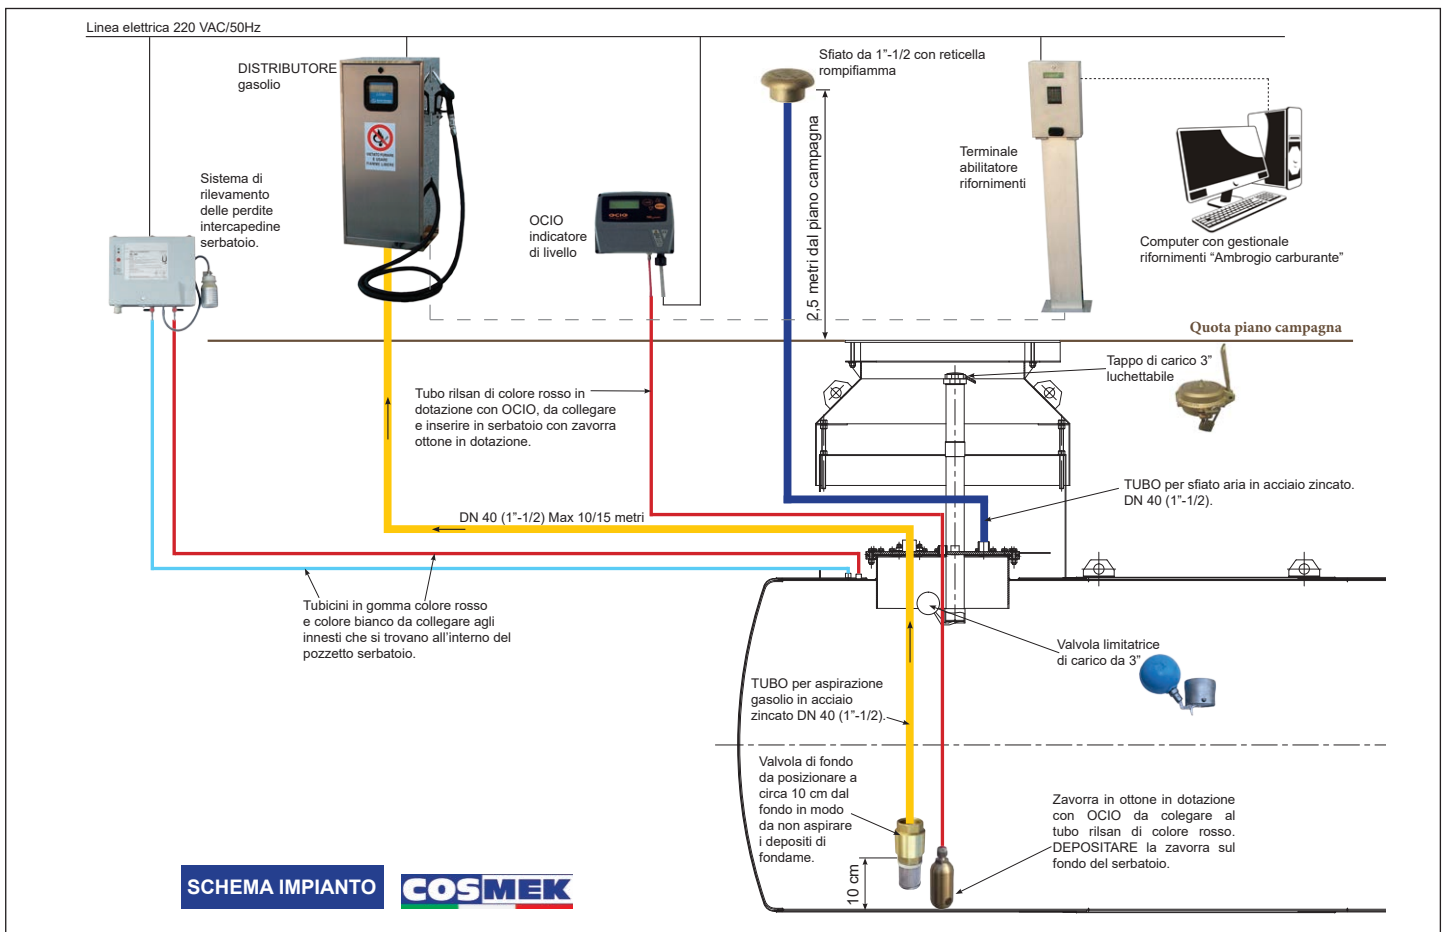 Linea elettrica 220 VAC/50Hz
DISTRIBUTORE
gasolio
Sfiato da 1”-1/2 con reticella
rompifiamma
2,5 metri dal piano campagna
Terminale
abilitatore
rifornimenti
Computer con gestionale
rifornimenti “Ambrogio carburante”
Sistema di
rilevamento
delle perdite
intercapedine
serbatoio.
OCIO
indicatore
di livello
VIETATO FUMARE
E USARE
FIAMME LIBERE
OCIO
Quota piano campagna
Tappo di carico 3”
luchettabile
Tubo rilsan di colore rosso in
dotazione con OCIO, da collegare
e inserire in serbatoio con zavorra
ottone in dotazione.
TUBO per sfiato aria in acciaio zincato.
DN 40 (1”-1/2).
DN 40 (1”-1/2) Max 10/15 metri
Tubicini in gomma colore rosso
e colore bianco da collegare agli
innesti che si trovano all’interno del
pozzetto serbatoio.
Valvola limitatrice
di carico da 3”
TUBO per aspirazione
gasolio in acciaio
zincato DN 40 (1”-1/2).
Valvola di fondo
da posizionare a
circa 10 cm dal
fondo in modo
da non aspirare
i depositi di
fondame.
10 cm
Zavorra in ottone in dotazione
con OCIO da colegare al
tubo rilsan di colore rosso.
DEPOSITARE la zavorra sul
fondo del serbatoio.
SCHEMA IMPIANTO
COSMEK